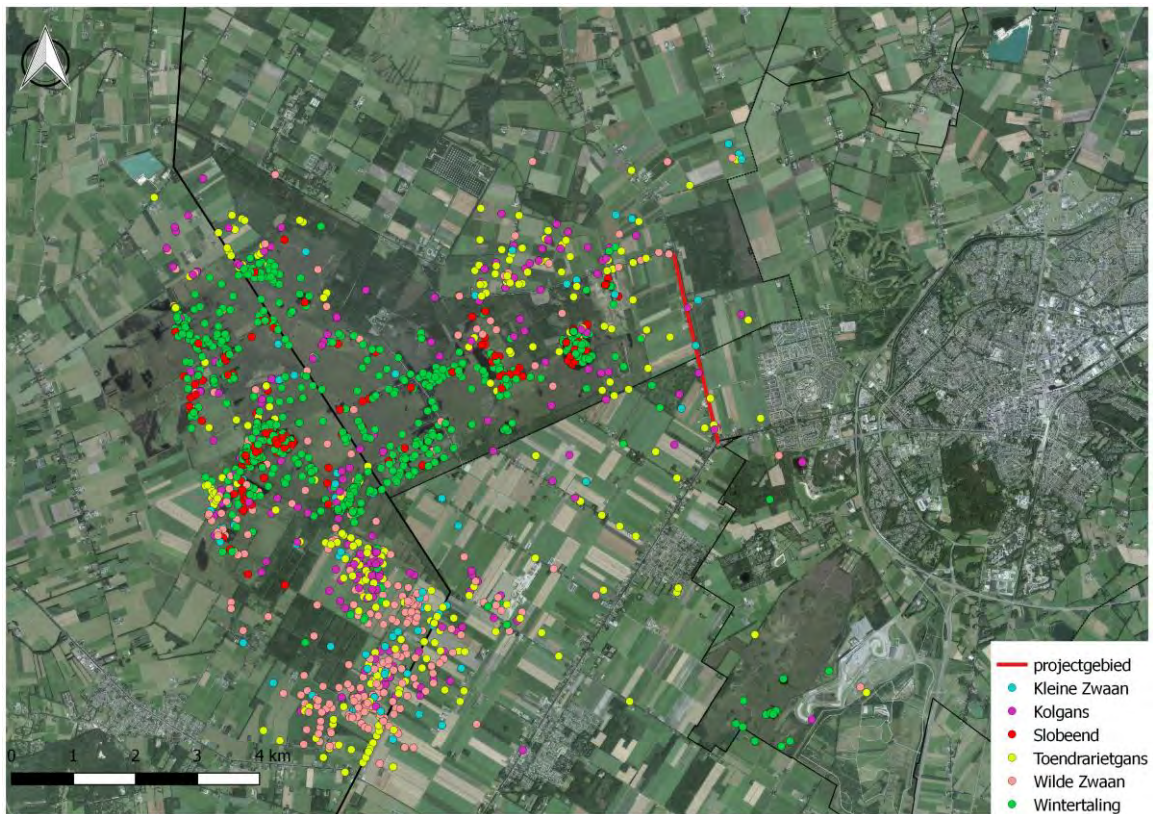 0 1 2 3 4 km
projectgebied
Kleine Zwaan
Kolgans
Slobeend
Toendrarietgans
Wilde Zwaan
Wintertaling